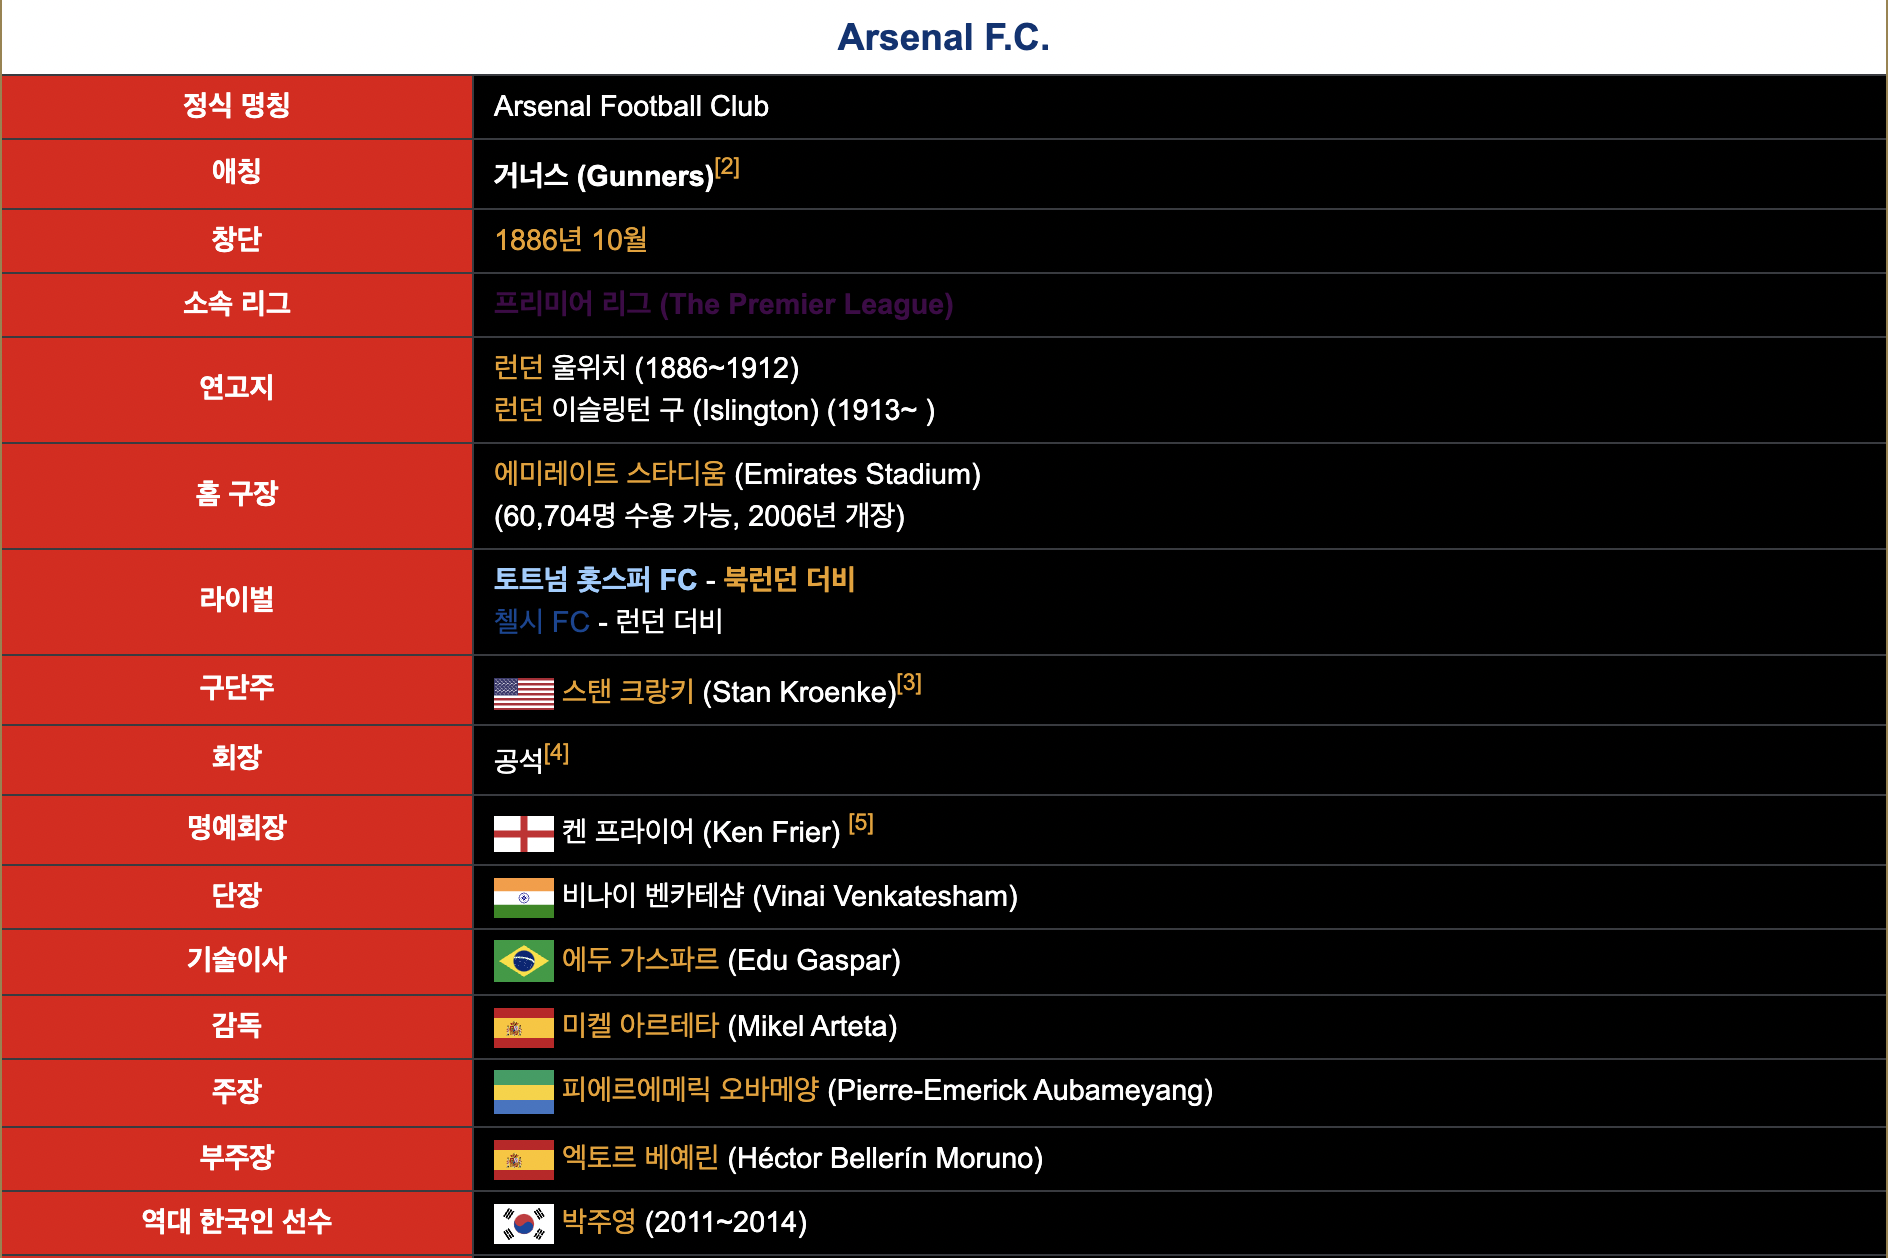 Arsenal F.C.
정식 명칭
Arsenal Football Club
애칭
거너스 (Gunners)[2]
창단
1886년 10월
소속 리그
프리미어 리그 (The Premier League)
연고지
런던 울위치 (1886~1912)
런던 이슬링턴 구 (Islington) (1913~ )
홈 구장
에미레이트 스타디움 (Emirates Stadium)
(60,704명 수용 가능, 2006년 개장)
라이벌
토트넘 홋스퍼 FC - 북런던 더비
첼시 FC - 런던 더비
구단주
스탠 크랑키 (Stan Kroenke)[3]
회장
공석[4]
명예회장
켄 프라이어 (Ken Frier) [5]
단장
비나이 벤카테샴 (Vinai Venkatesham)
기술이사
에두 가스파르 (Edu Gaspar)
감독
미켈 아르테타 (Mikel Arteta)
주장
피에르에메릭 오바메양 (Pierre-Emerick Aubameyang)
부주장
엑토르 베예린 (Héctor Bellerín Moruno)
역대 한국인 선수
박주영 (2011~2014)